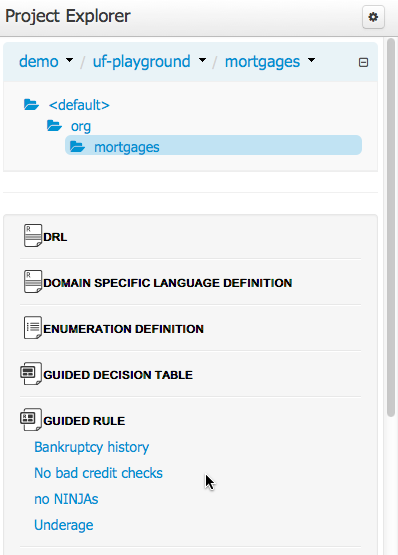 Project Explorer
demo / uf-playground / mortgages
<default>
org
mortgages
DRL
DOMAIN SPECIFIC LANGUAGE DEFINITION
ENUMERATION DEFINITION
GUIDED DECISION TABLE
GUIDED RULE
Bankruptcy history
No bad credit checks
no NINJAs
Underage